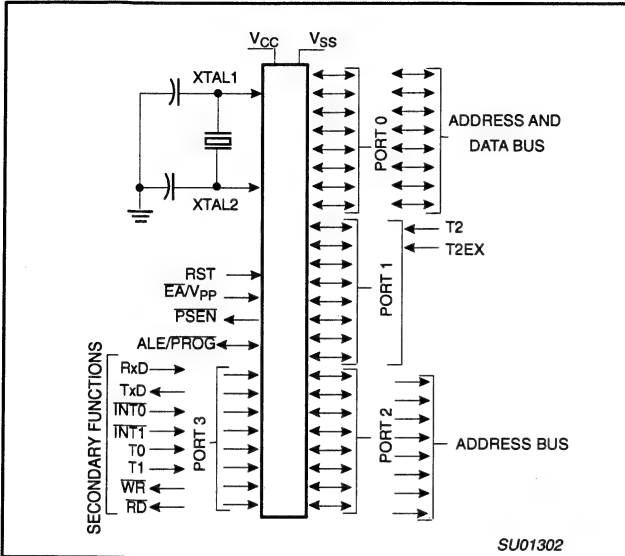 VCC VSS
XTAL1
XTAL2
PORT 0
ADDRESS AND
DATA BUS
T2
T2EX
PORT 1
RST
EA/VPP
PSEN
ALE/PROG
SECONDARY FUNCTIONS
RxD
TxD
INT0
INT1
T0
T1
WR
RD
PORT 3
PORT 2
ADDRESS BUS
SU01302